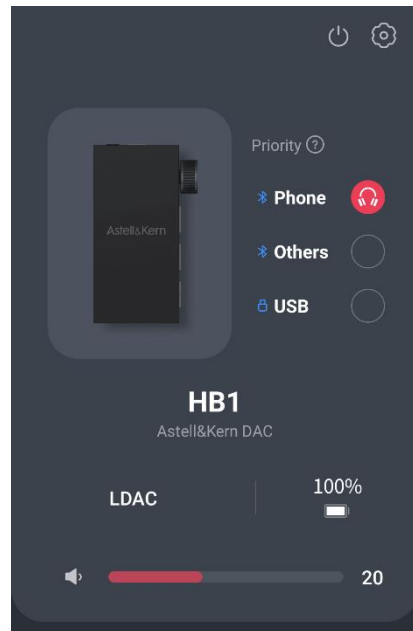 Priority ?
Astell&Kern
Phone
Others
USB
HB1
Astell&Kern DAC
LDAC
100%
20